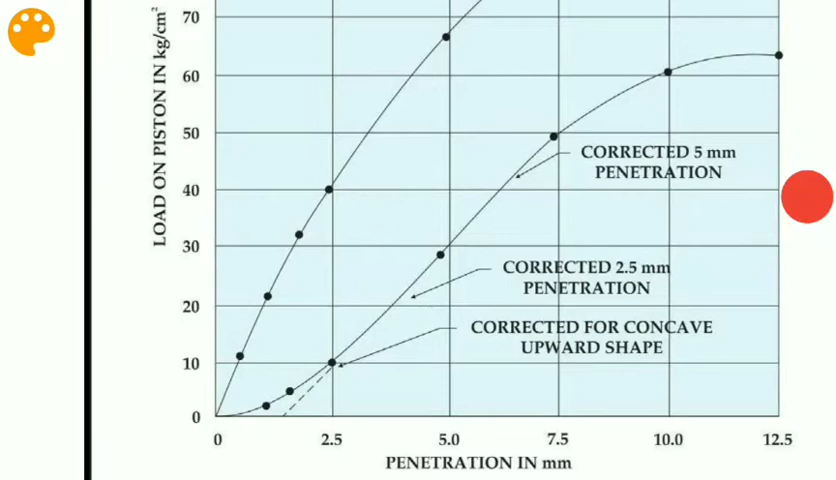 LOAD ON PISTON IN kg/cm²
70
60
50
40
30
20
10
0
CORRECTED 5 mm
PENETRATION
CORRECTED 2.5 mm
PENETRATION
CORRECTED FOR CONCAVE
UPWARD SHAPE
0 2.5 5.0 7.5 10.0 12.5
PENETRATION IN mm